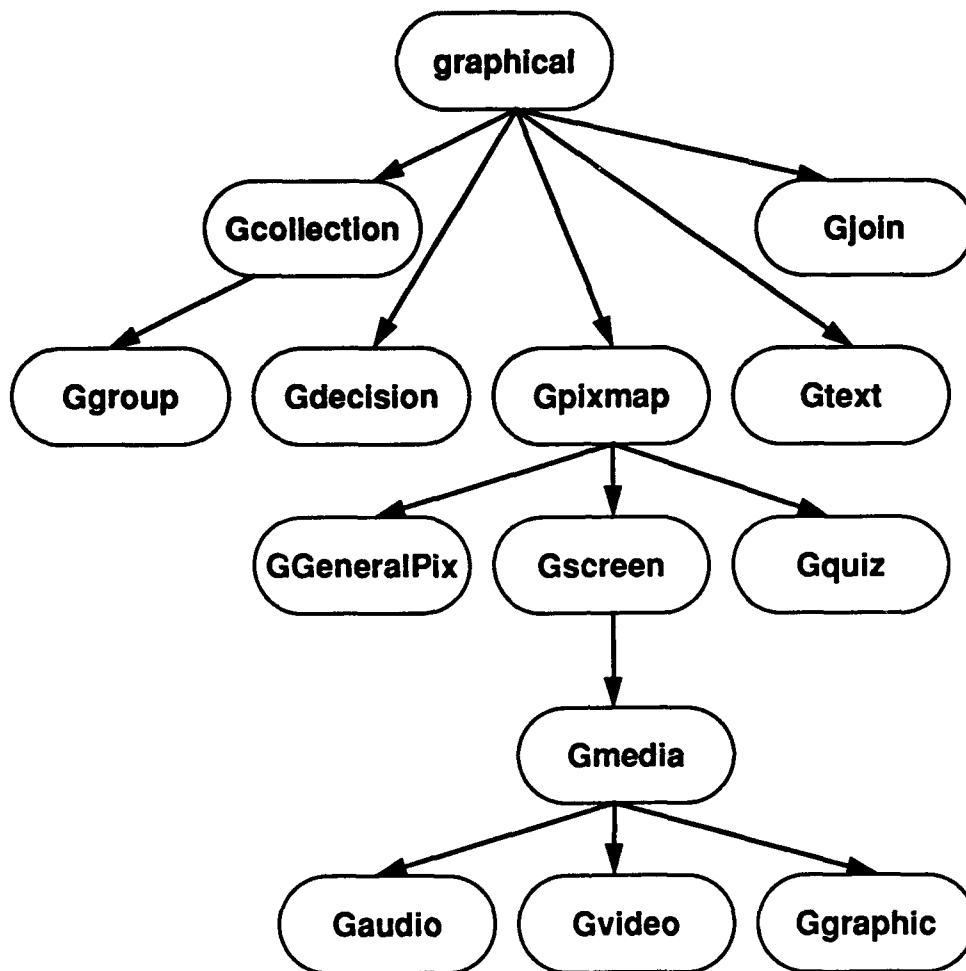 graphical
Gcollection
Gjoin
Ggroup
Gdecision
Gpixmap
Gtext
GGeneralPix
Gscreen
Gquiz
Gmedia
Gaudio
Gvideo
Ggraphic